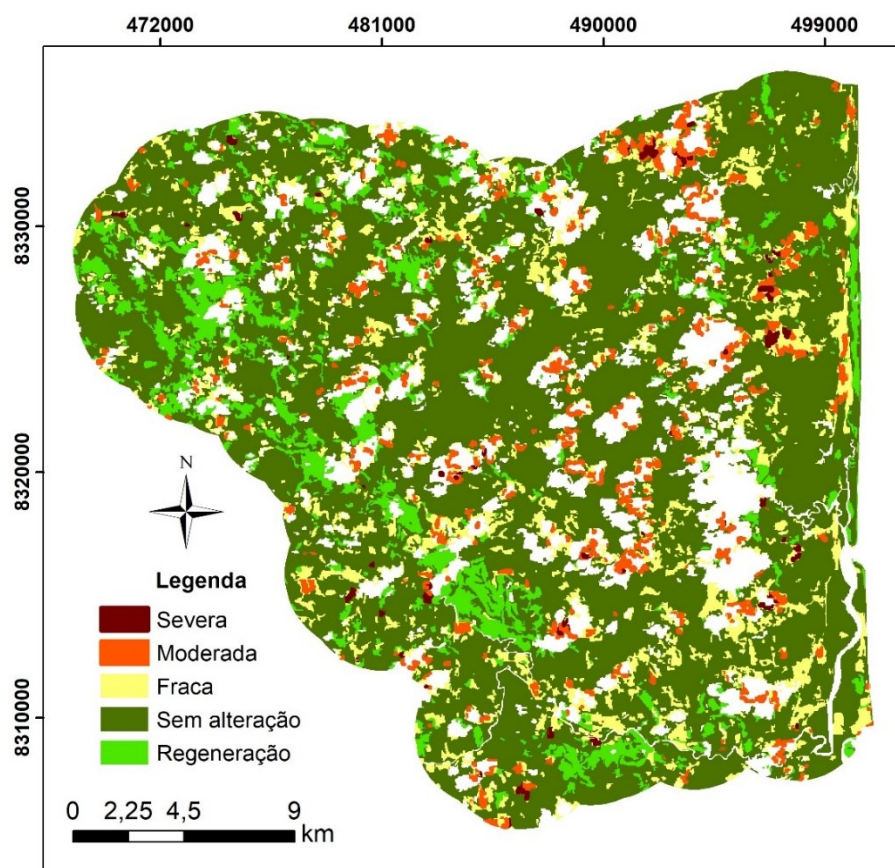 472000 481000 490000 499000
8330000
8320000
8310000
N
Legenda
Severa
Moderada
Fraca
Sem alteração
Regeneração
0 2,25 4,5 9
km